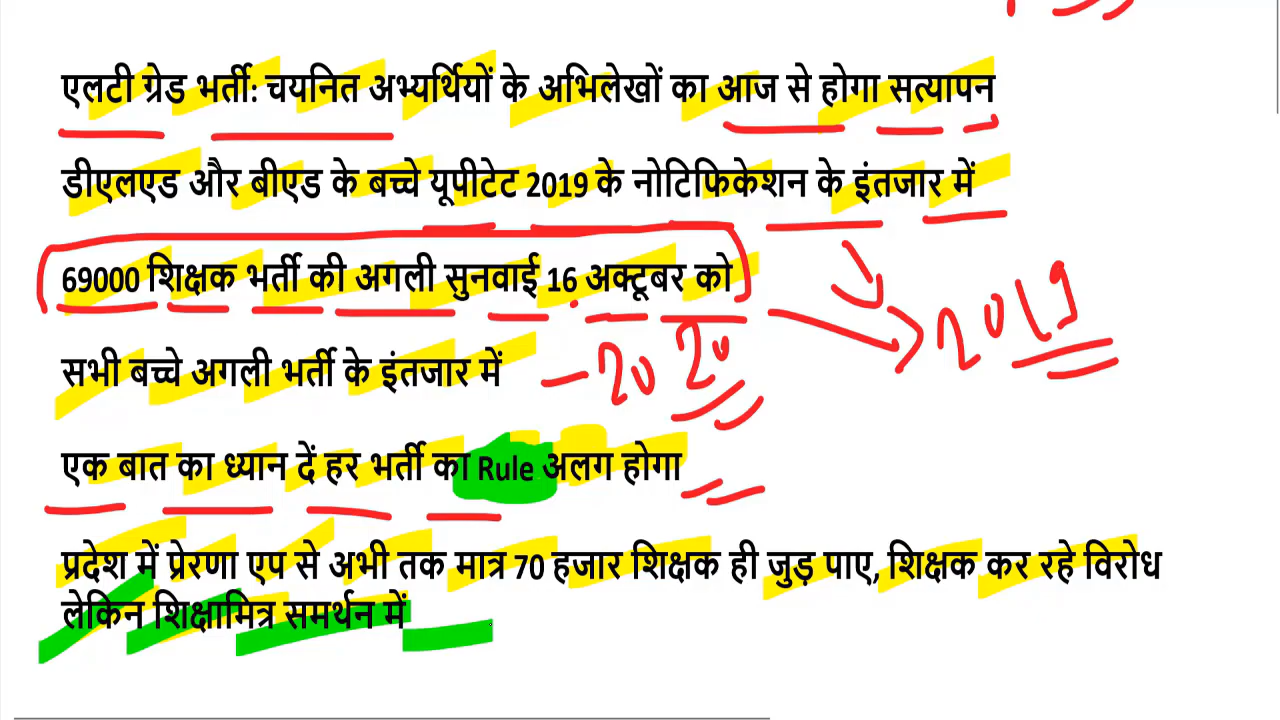 एलटी ग्रेड भर्ती: चयनित अभ्यर्थियों के अभिलेखों का आज से होगा सत्यापन
डीएलएड और बीएड के बच्चे यूपीटेट 2019 के नोटिफिकेशन के इंतजार में
69000 शिक्षक भर्ती की अगली सुनवाई 16 अक्टूबर को
2019
सभी बच्चे अगली भर्ती के इंतजार में - 2020
एक बात का ध्यान दें हर भर्ती का Rule अलग होगा
प्रदेश में प्रेरणा एप से अभी तक मात्र 70 हजार शिक्षक ही जुड़ पाए, शिक्षक कर रहे विरोध
लेकिन शिक्षामित्र समर्थन में